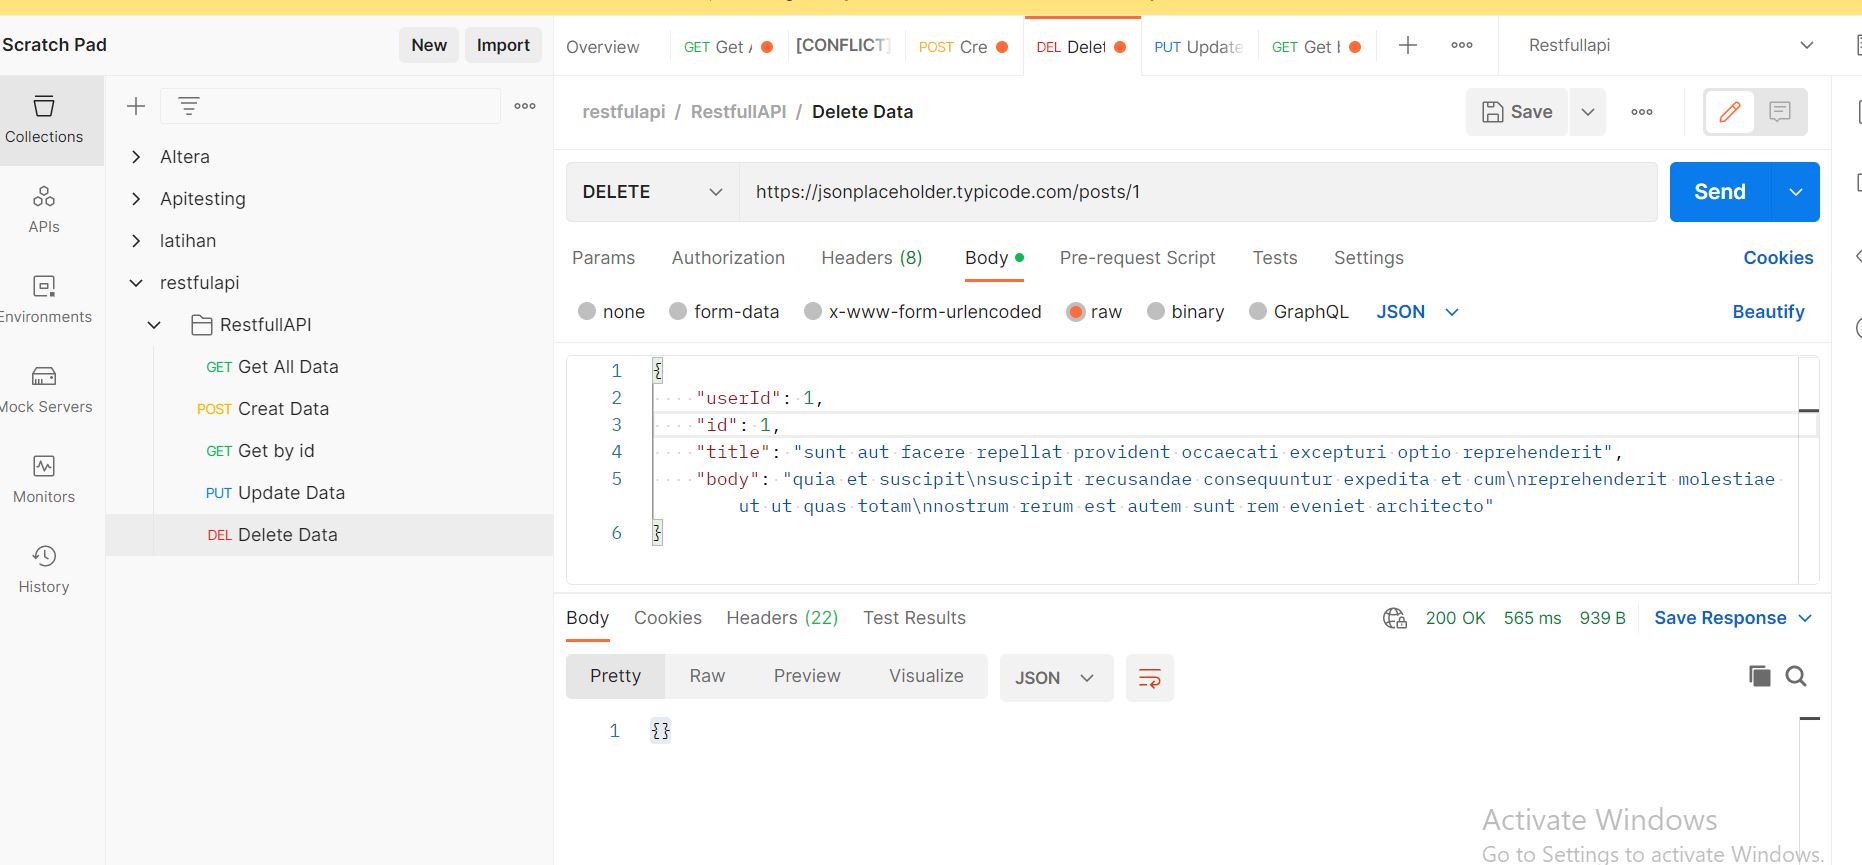 Scratch Pad
New
Import
Overview
GET Get
[CONFLICT]
POST Cre
DEL Delet
PUT Update
GET Get
Restfullapi
Collections
APIs
Environments
Mock Servers
Monitors
History
Altera
Apitesting
latihan
restfulapi
RestfullAPI
GET Get All Data
POST Creat Data
GET Get by id
PUT Update Data
DEL Delete Data
restfulapi / RestfullAPI / Delete Data
Save
DELETE
https://jsonplaceholder.typicode.com/posts/1
Send
Params Authorization Headers (8) Body Pre-request Script Tests Settings Cookies
none form-data x-www-form-urlencoded raw binary GraphQL JSON Beautify
1 {
2 "userId": 1,
3 "id": 1,
4 "title": "sunt aut facere repellat provident occaecati excepturi optio reprehenderit",
5 "body": "quia et suscipit\nsuscipit recusandae consequuntur expedita et cum\nreprehenderit molestiae
ut ut quas totam\nnostrum rerum est autem sunt rem eveniet architecto"
6 }
Body Cookies Headers (22) Test Results 200 OK 565 ms 939 B Save Response
Pretty Raw Preview Visualize JSON
1 {}
Activate Windows
Go to Settings to activate Windows.